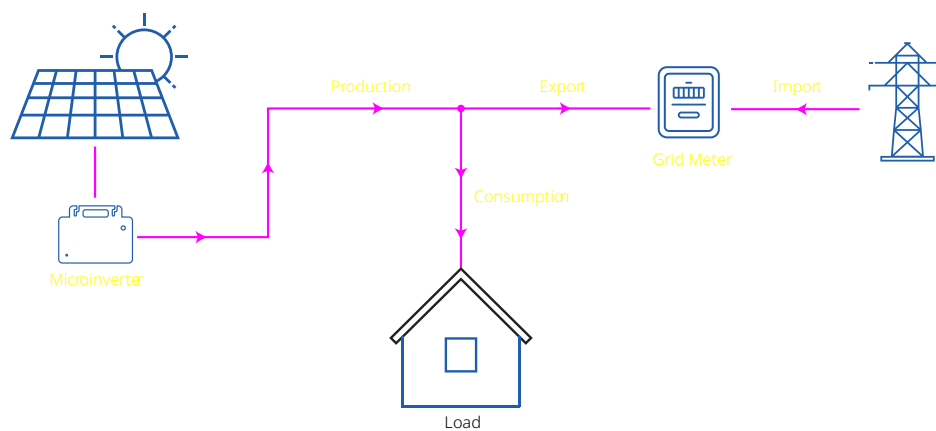 Production
Export
Import
Grid Meter
Consumption
Microinverter
Load